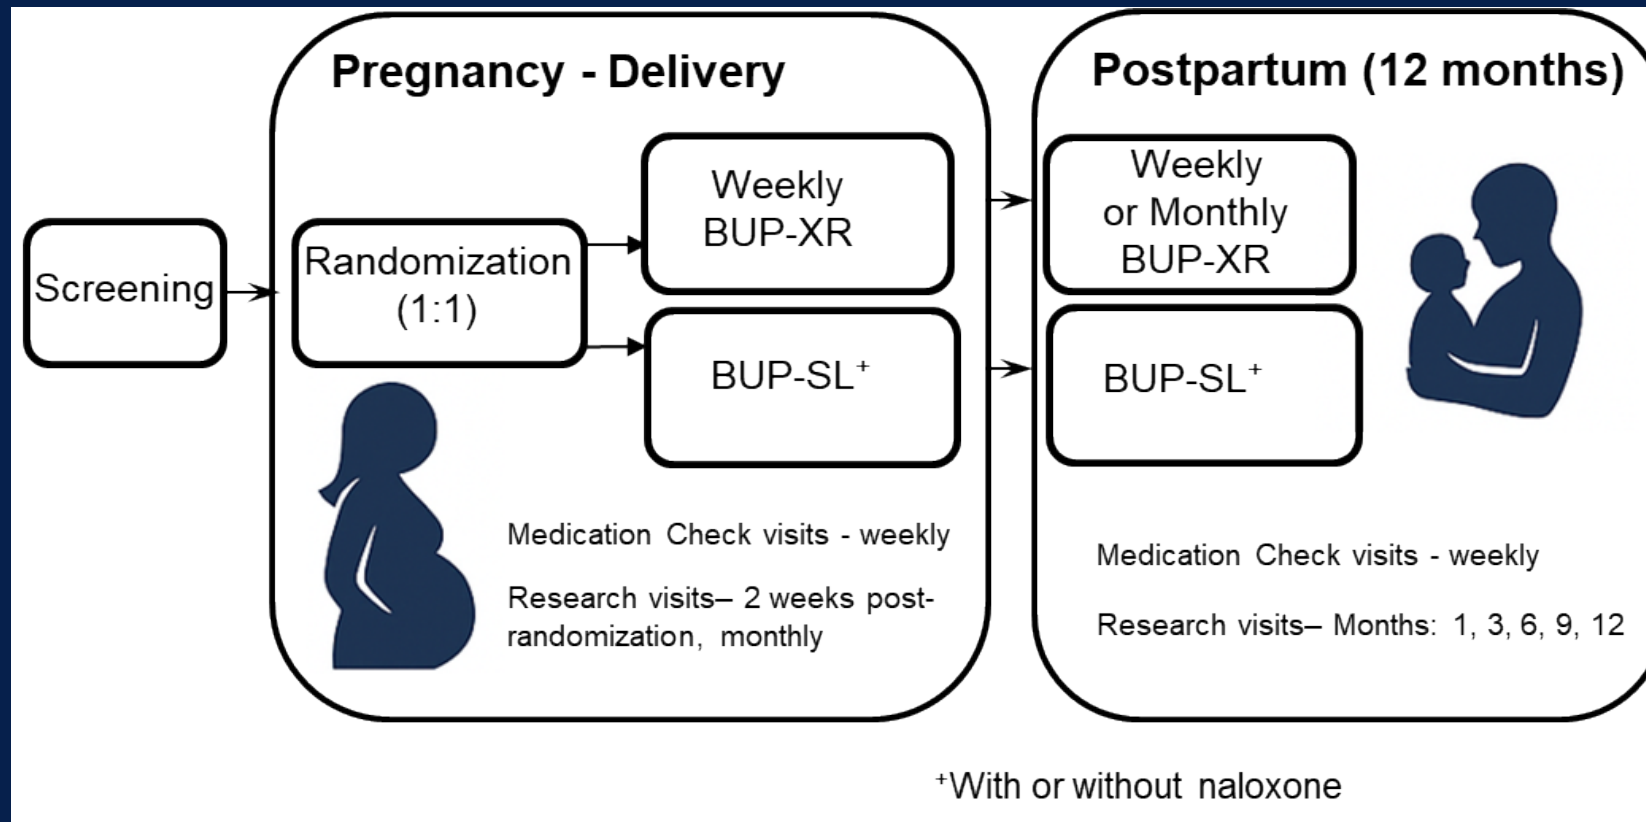 Pregnancy - Delivery
Postpartum (12 months)
Screening
Randomization
(1:1)
Weekly
BUP-XR
BUP-SL⁺
Weekly
or Monthly
BUP-XR
BUP-SL⁺
Medication Check visits - weekly
Research visits– 2 weeks post-
randomization, monthly
Medication Check visits - weekly
Research visits– Months: 1, 3, 6, 9, 12
⁺With or without naloxone